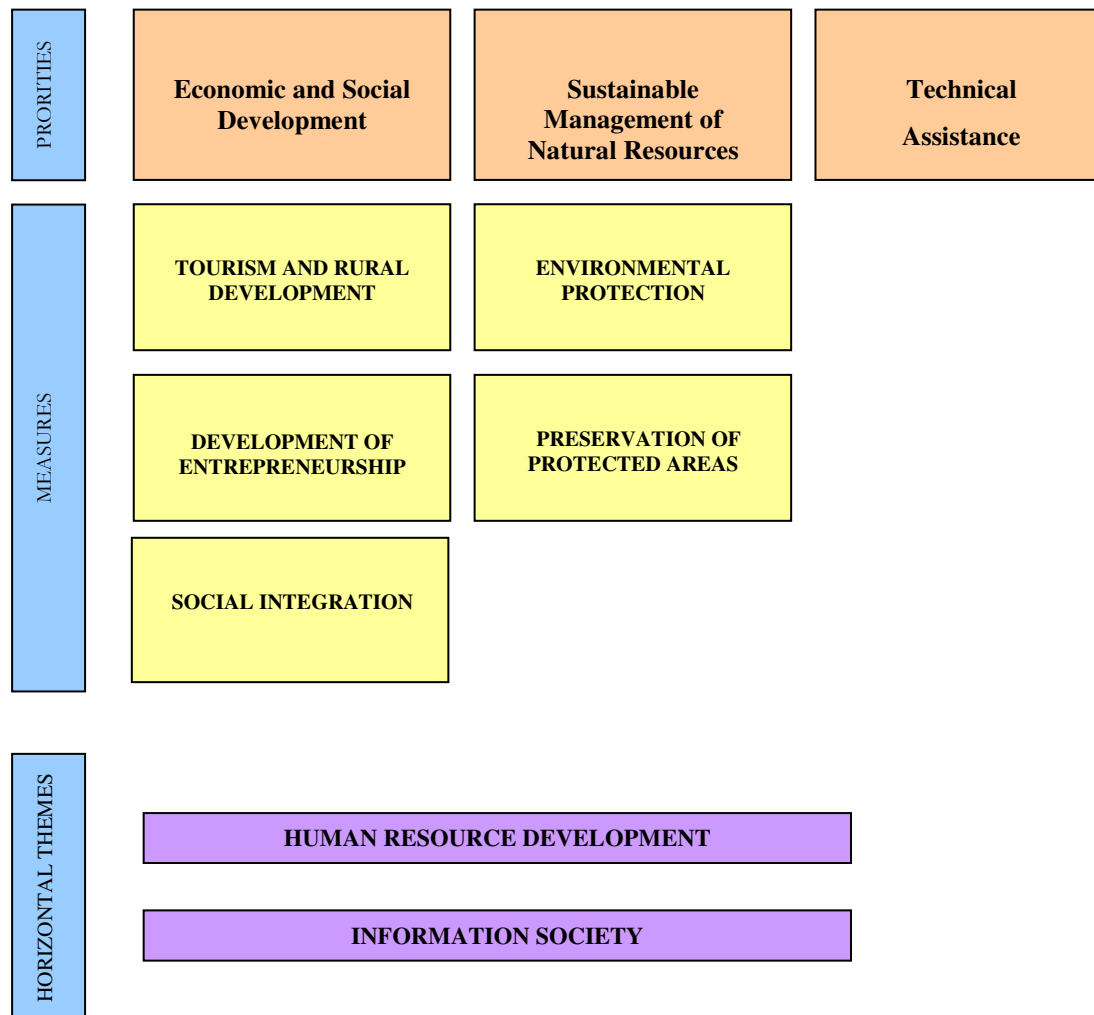 PRORITIES
Economic and Social
Development
Sustainable
Management of
Natural Resources
Technical
Assistance
MEASURES
TOURISM AND RURAL
DEVELOPMENT
ENVIRONMENTAL
PROTECTION
DEVELOPMENT OF
ENTREPRENEURSHIP
PRESERVATION OF
PROTECTED AREAS
SOCIAL INTEGRATION
HORIZONTAL THEMES
HUMAN RESOURCE DEVELOPMENT
INFORMATION SOCIETY